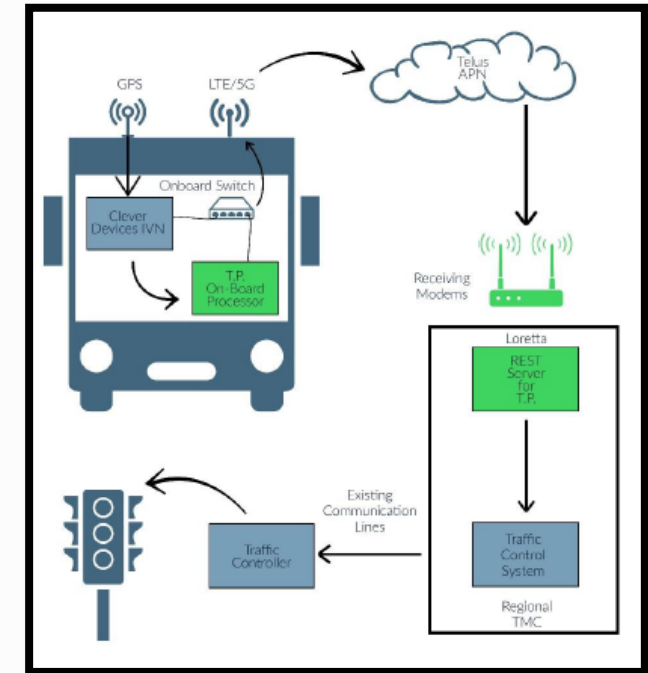 GPS
LTE/5G
Telus
APN
Onboard Switch
Clever
Devices IVN
T.P.
On-Board
Processor
Receiving
Modems
Loretta
REST
Server
for
T.P.
Existing
Communication
Lines
Traffic
Controller
Traffic
Control
System
Regional
TMC